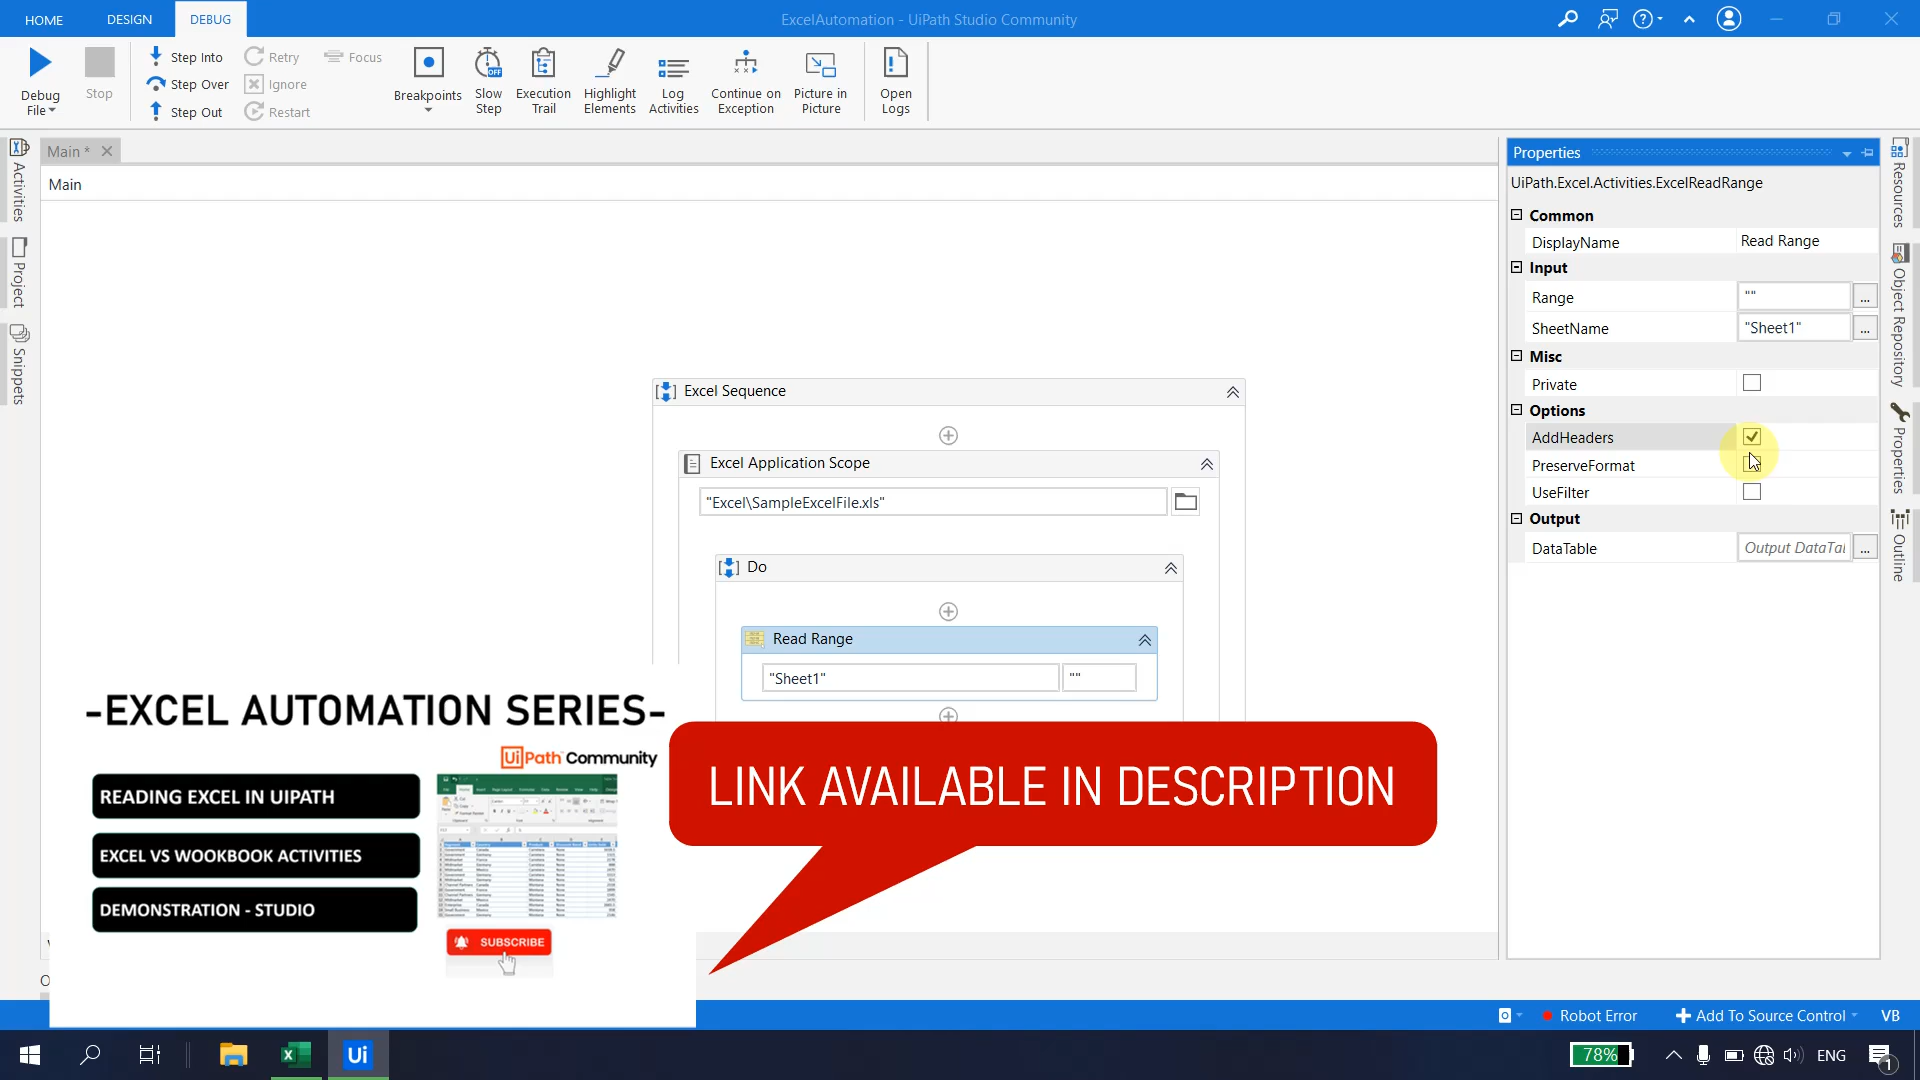 HOME
DESIGN
DEBUG
ExcelAutomation - UiPath Studio Community
Debug File
Stop
Step Into
Step Over
Step Out
Retry
Ignore
Restart
Focus
Breakpoints
Slow Step
Execution Trail
Highlight Elements
Log Activities
Continue on Exception
Picture in Picture
Open Logs
Activities
Project
Snippets
Main *
Main
Excel Sequence
Excel Application Scope
"Excel\SampleExcelFile.xls"
Do
Read Range
"Sheet1"
""
Properties
UiPath.Excel.Activities.ExcelReadRange
Common
DisplayName
Read Range
Input
Range
""
...
SheetName
"Sheet1"
...
Misc
Private
Options
AddHeaders
PreserveFormat
UseFilter
Output
DataTable
Output DataTal
...
Resources
Object Repository
Properties
Outline
-EXCEL AUTOMATION SERIES-
UiPath Community
READING EXCEL IN UIPATH
EXCEL VS WOOKBOOK ACTIVITIES
DEMONSTRATION - STUDIO
SUBSCRIBE
LINK AVAILABLE IN DESCRIPTION
Robot Error
Add To Source Control
VB
Ui
78%
ENG
1